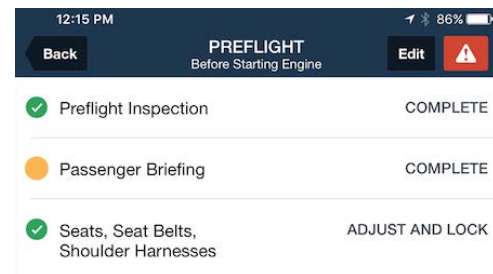 12:15 PM 86%
Back PREFLIGHT Edit
Before Starting Engine
Preflight Inspection COMPLETE
Passenger Briefing COMPLETE
Seats, Seat Belts, ADJUST AND LOCK
Shoulder Harnesses